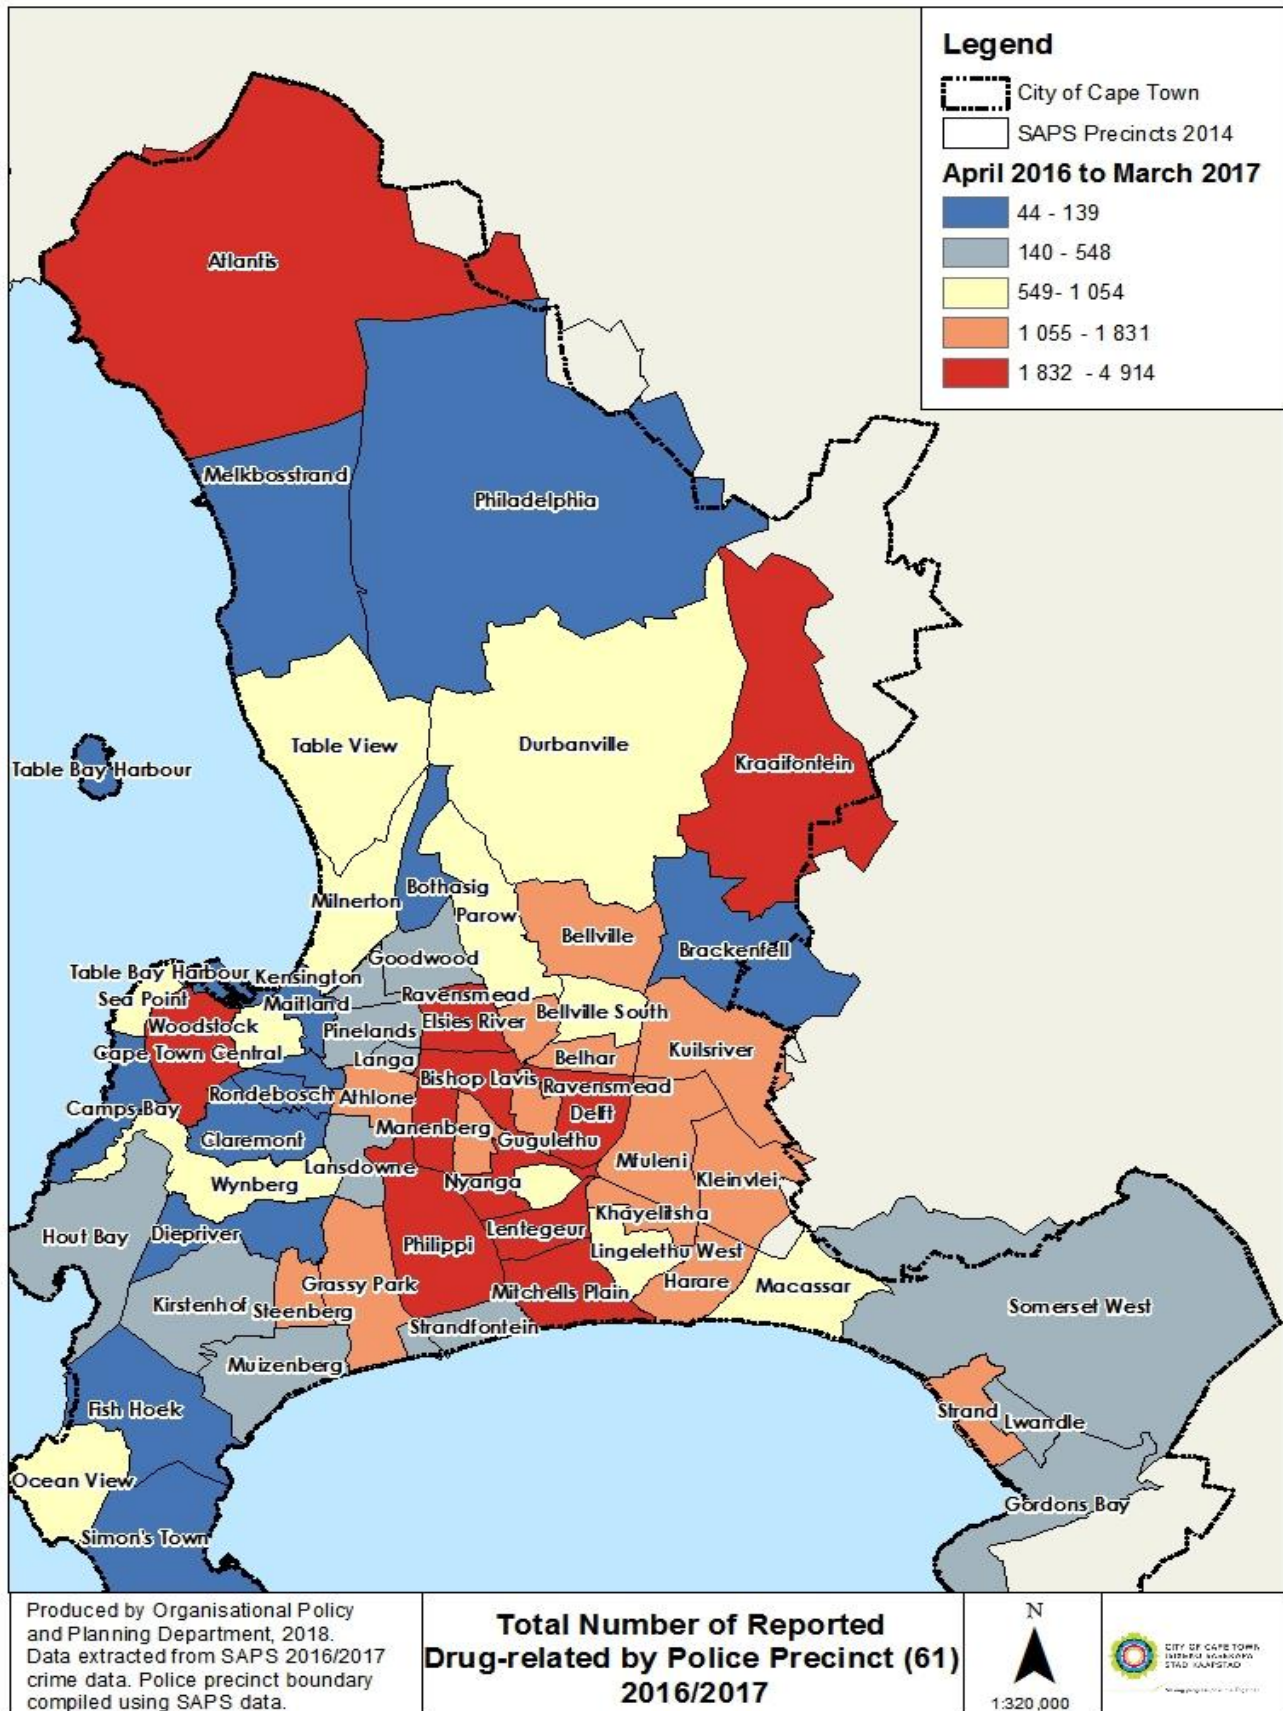 Legend
City of Cape Town
SAPS Precincts 2014
April 2016 to March 2017
44 - 139
140 - 548
549- 1 054
1 055 - 1 831
1 832 - 4 914
Atlantis
Melkbosstrand
Philadelphia
Table View
Durbanville
Kraaifontein
Table Bay Harbour
Milnerton
Bothasig
Parow
Bellville
Brackenfell
Goodwood
Table Bay Harbour
Kensington
Sea Point
Maitland
Ravensmead
Woodstock
Pinelands
Elsies River
Bellville South
Cape Town Central
Langa
Belhar
Kuilsriver
Rondebosch
Athlone
Bishop Lavis
Ravensmead
Camps Bay
Delft
Claremont
Manenberg
Gugulethu
Lansdowne
Mfuleni
Wynberg
Nyanga
Kleinvlei
Hout Bay
Diepriver
Philippi
Lentegeur
Khayelitsha
Lingelethu West
Kirstenhof
Steenberg
Grassy Park
Mitchells Plain
Harare
Macassar
Somerset West
Strandfontein
Muizenberg
Fish Hoek
Strand
Lwandle
Ocean View
Gordons Bay
Simon's Town
Produced by Organisational Policy
and Planning Department, 2018.
Data extracted from SAPS 2016/2017
crime data. Police precinct boundary
compiled using SAPS data.
Total Number of Reported
Drug-related by Police Precinct (61)
2016/2017
N
1:320,000
CITY OF CAPE TOWN
ISIXEKO SASEKAPA
STAD KAAPSTAD